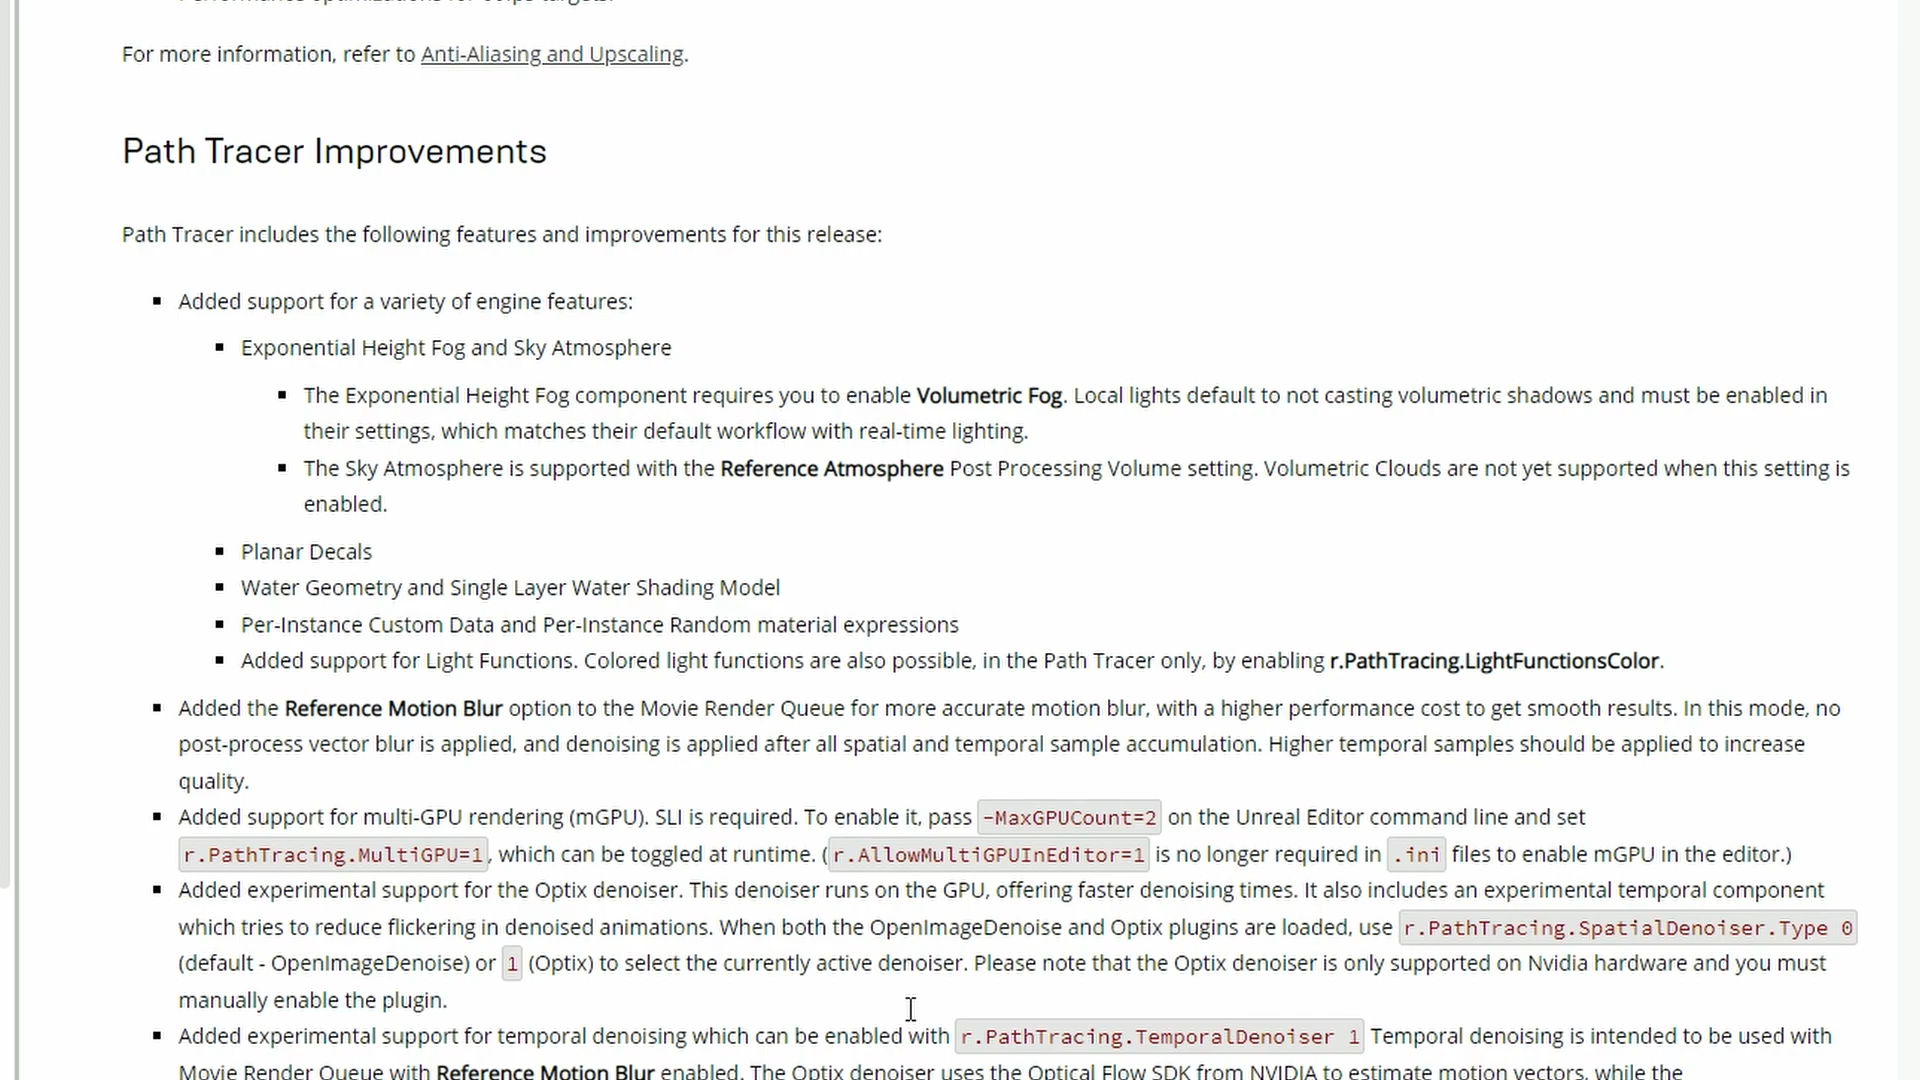 Performance optimizations for 60fps targets.
For more information, refer to Anti-Aliasing and Upscaling.
Path Tracer Improvements
Path Tracer includes the following features and improvements for this release:
Added support for a variety of engine features:
Exponential Height Fog and Sky Atmosphere
The Exponential Height Fog component requires you to enable Volumetric Fog. Local lights default to not casting volumetric shadows and must be enabled in
their settings, which matches their default workflow with real-time lighting.
The Sky Atmosphere is supported with the Reference Atmosphere Post Processing Volume setting. Volumetric Clouds are not yet supported when this setting is
enabled.
Planar Decals
Water Geometry and Single Layer Water Shading Model
Per-Instance Custom Data and Per-Instance Random material expressions
Added support for Light Functions. Colored light functions are also possible, in the Path Tracer only, by enabling r.PathTracing.LightFunctionsColor.
Added the Reference Motion Blur option to the Movie Render Queue for more accurate motion blur, with a higher performance cost to get smooth results. In this mode, no
post-process vector blur is applied, and denoising is applied after all spatial and temporal sample accumulation. Higher temporal samples should be applied to increase
quality.
Added support for multi-GPU rendering (mGPU). SLI is required. To enable it, pass -MaxGPUCount=2 on the Unreal Editor command line and set
r.PathTracing.MultiGPU=1, which can be toggled at runtime. (r.AllowMultiGPUInEditor=1 is no longer required in .ini files to enable mGPU in the editor.)
Added experimental support for the Optix denoiser. This denoiser runs on the GPU, offering faster denoising times. It also includes an experimental temporal component
which tries to reduce flickering in denoised animations. When both the OpenImageDenoise and Optix plugins are loaded, use r.PathTracing.SpatialDenoiser.Type 0
(default - OpenImageDenoise) or 1 (Optix) to select the currently active denoiser. Please note that the Optix denoiser is only supported on Nvidia hardware and you must
manually enable the plugin.
Added experimental support for temporal denoising which can be enabled with r.PathTracing.TemporalDenoiser 1 Temporal denoising is intended to be used with
Movie Render Queue with Reference Motion Blur enabled. The Optix denoiser uses the Optical Flow SDK from NVIDIA to estimate motion vectors, while the